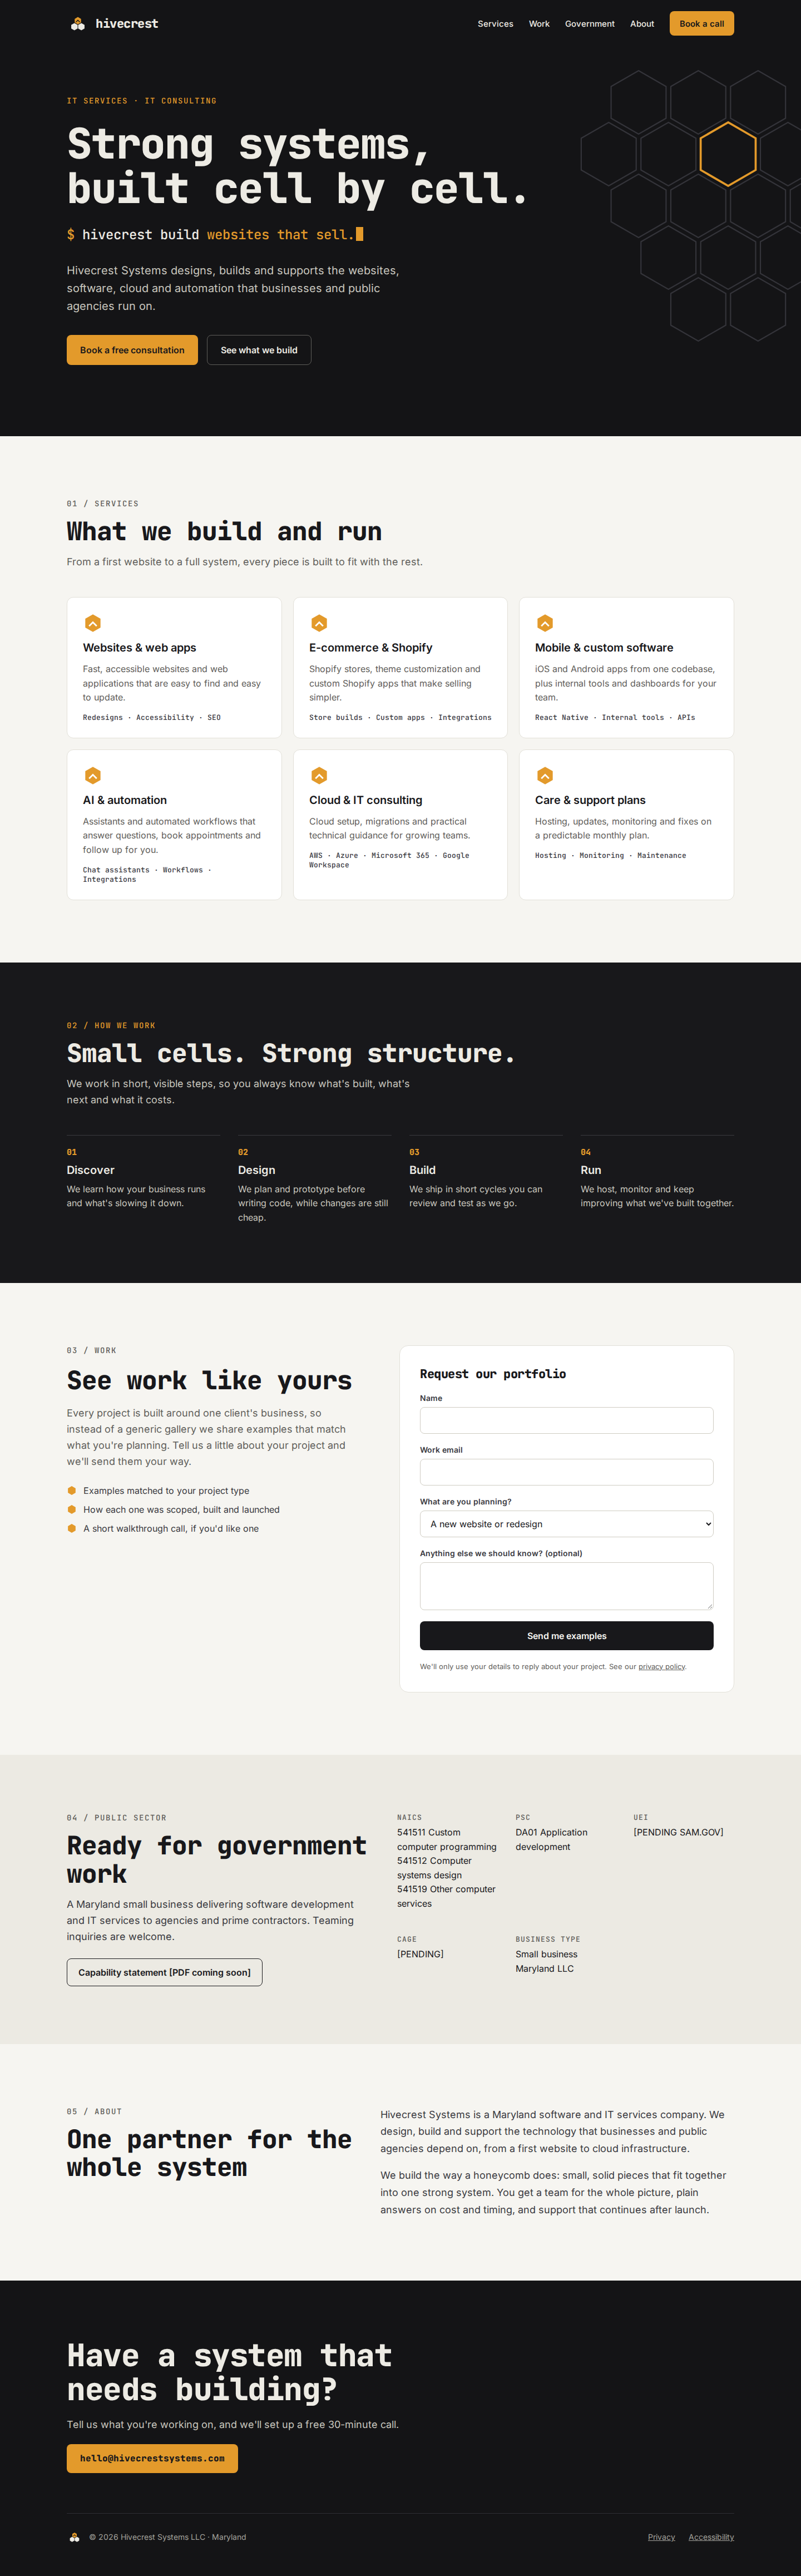 hivecrest
Services Work Government About Book a call
IT SERVICES · IT CONSULTING
Strong systems,
built cell by cell.
$ hivecrest build websites that sell.
Hivecrest Systems designs, builds and supports the websites,
software, cloud and automation that businesses and public
agencies run on.
Book a free consultation
See what we build
01 / SERVICES
What we build and run
From a first website to a full system, every piece is built to fit with the rest.
Websites & web apps
Fast, accessible websites and web
applications that are easy to find and easy
to update.
Redesigns · Accessibility · SEO
E-commerce & Shopify
Shopify stores, theme customization and
custom Shopify apps that make selling
simpler.
Store builds · Custom apps · Integrations
Mobile & custom software
iOS and Android apps from one codebase,
plus internal tools and dashboards for your
team.
React Native · Internal tools · APIs
AI & automation
Assistants and automated workflows that
answer questions, book appointments and
follow up for you.
Chat assistants · Workflows ·
Integrations
Cloud & IT consulting
Cloud setup, migrations and practical
technical guidance for growing teams.
AWS · Azure · Microsoft 365 · Google
Workspace
Care & support plans
Hosting, updates, monitoring and fixes on
a predictable monthly plan.
Hosting · Monitoring · Maintenance
02 / HOW WE WORK
Small cells. Strong structure.
We work in short, visible steps, so you always know what's built, what's
next and what it costs.
01
Discover
We learn how your business runs
and what's slowing it down.
02
Design
We plan and prototype before
writing code, while changes are still
cheap.
03
Build
We ship in short cycles you can
review and test as we go.
04
Run
We host, monitor and keep
improving what we've built together.
03 / WORK
See work like yours
Every project is built around one client's business, so
instead of a generic gallery we share examples that match
what you're planning. Tell us a little about your project and
we'll send them your way.
Examples matched to your project type
How each one was scoped, built and launched
A short walkthrough call, if you'd like one
Request our portfolio
Name
Work email
What are you planning?
A new website or redesign
Anything else we should know? (optional)
Send me examples
We'll only use your details to reply about your project. See our privacy policy.
04 / PUBLIC SECTOR
Ready for government
work
A Maryland small business delivering software development
and IT services to agencies and prime contractors. Teaming
inquiries are welcome.
Capability statement [PDF coming soon]
NAICS
541511 Custom
computer programming
541512 Computer
systems design
541519 Other computer
services
PSC
DA01 Application
development
UEI
[PENDING SAM.GOV]
CAGE
[PENDING]
BUSINESS TYPE
Small business
Maryland LLC
05 / ABOUT
One partner for the
whole system
Hivecrest Systems is a Maryland software and IT services company. We
design, build and support the technology that businesses and public
agencies depend on, from a first website to cloud infrastructure.
We build the way a honeycomb does: small, solid pieces that fit together
into one strong system. You get a team for the whole picture, plain
answers on cost and timing, and support that continues after launch.
Have a system that
needs building?
Tell us what you're working on, and we'll set up a free 30-minute call.
hello@hivecrestsystems.com
© 2026 Hivecrest Systems LLC · Maryland
Privacy Accessibility